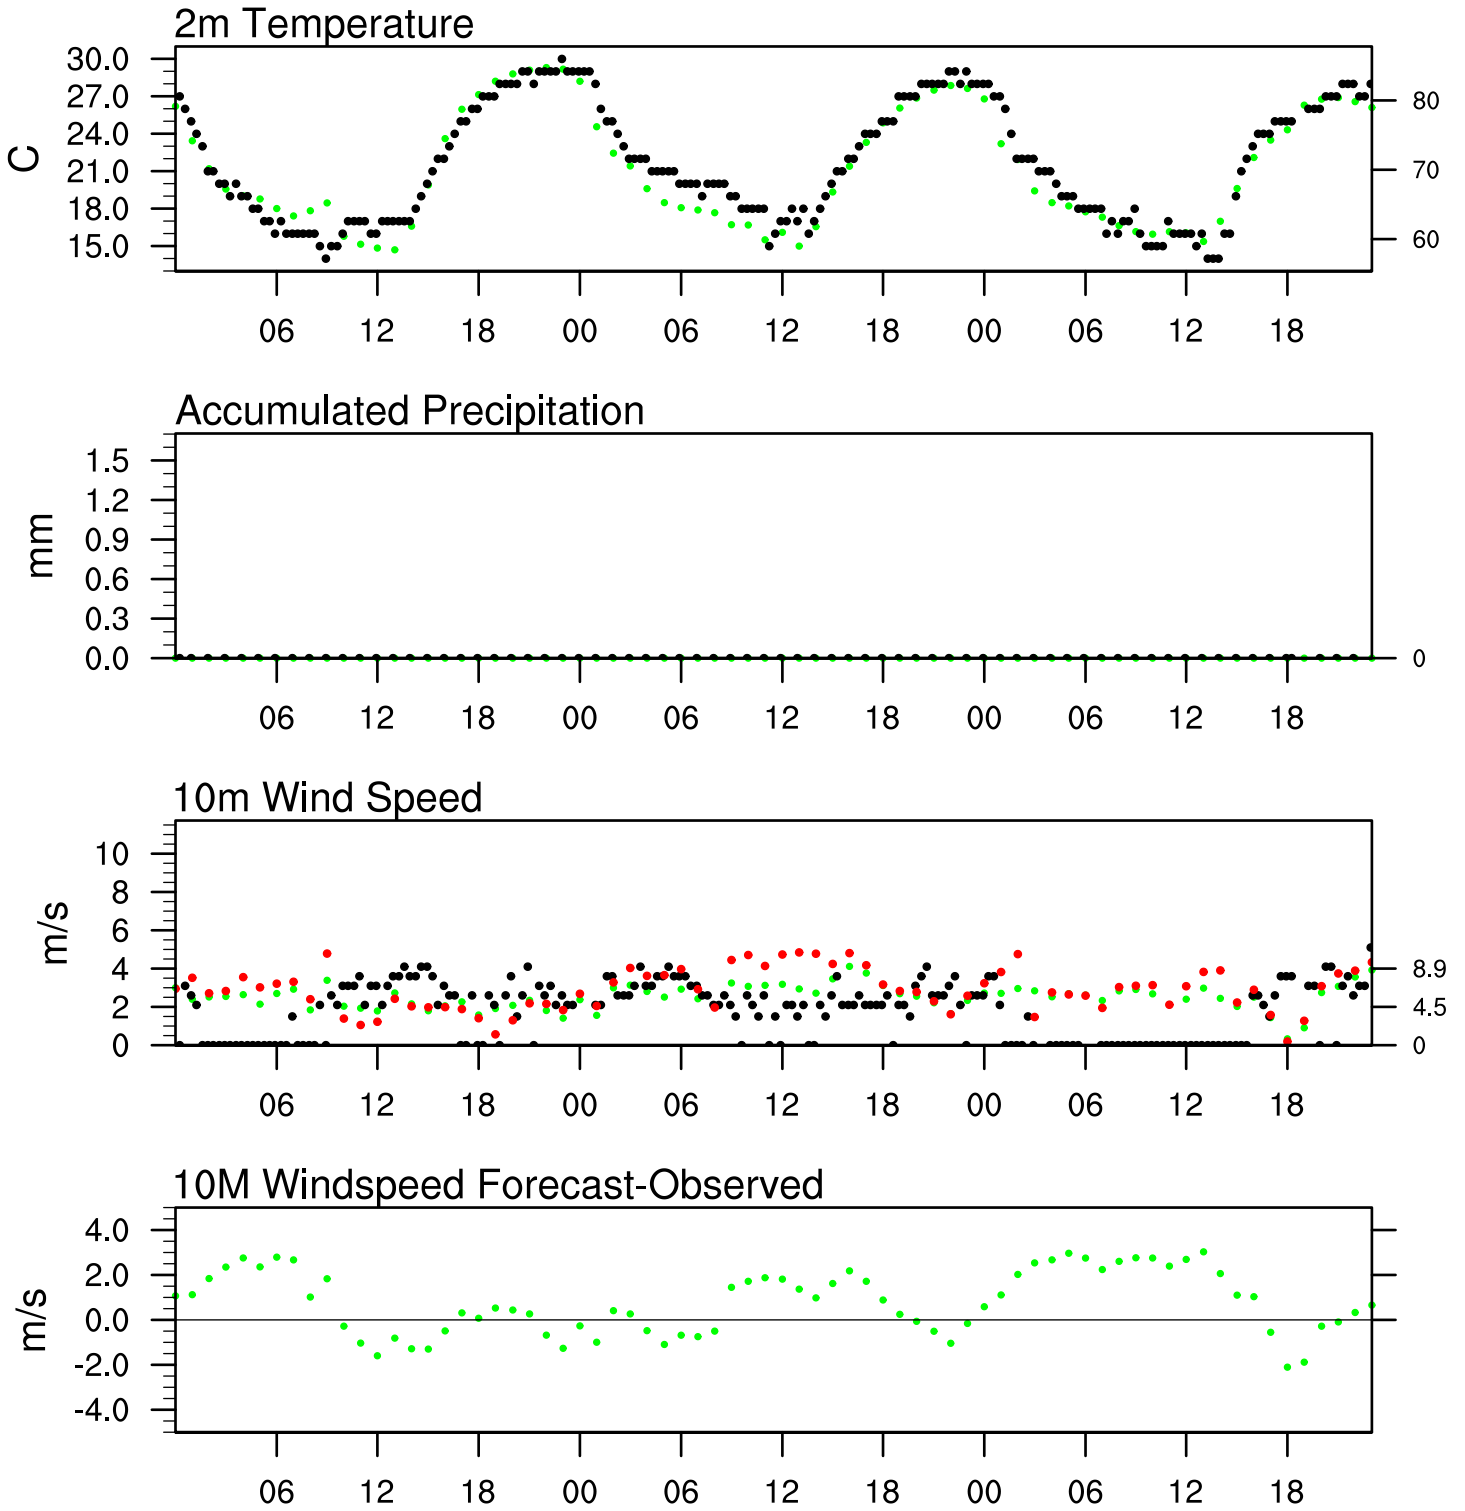 2m Temperature
30.0
27.0
24.0
21.0
18.0
15.0
C
80
70
60
06 12 18 00 06 12 18 00 06 12 18
Accumulated Precipitation
1.5
1.2
0.9
0.6
0.3
0.0
mm
0
06 12 18 00 06 12 18 00 06 12 18
10m Wind Speed
10
8
6
4
2
0
m/s
8.9
4.5
0
06 12 18 00 06 12 18 00 06 12 18
10M Windspeed Forecast-Observed
4.0
2.0
0.0
-2.0
-4.0
m/s
06 12 18 00 06 12 18 00 06 12 18